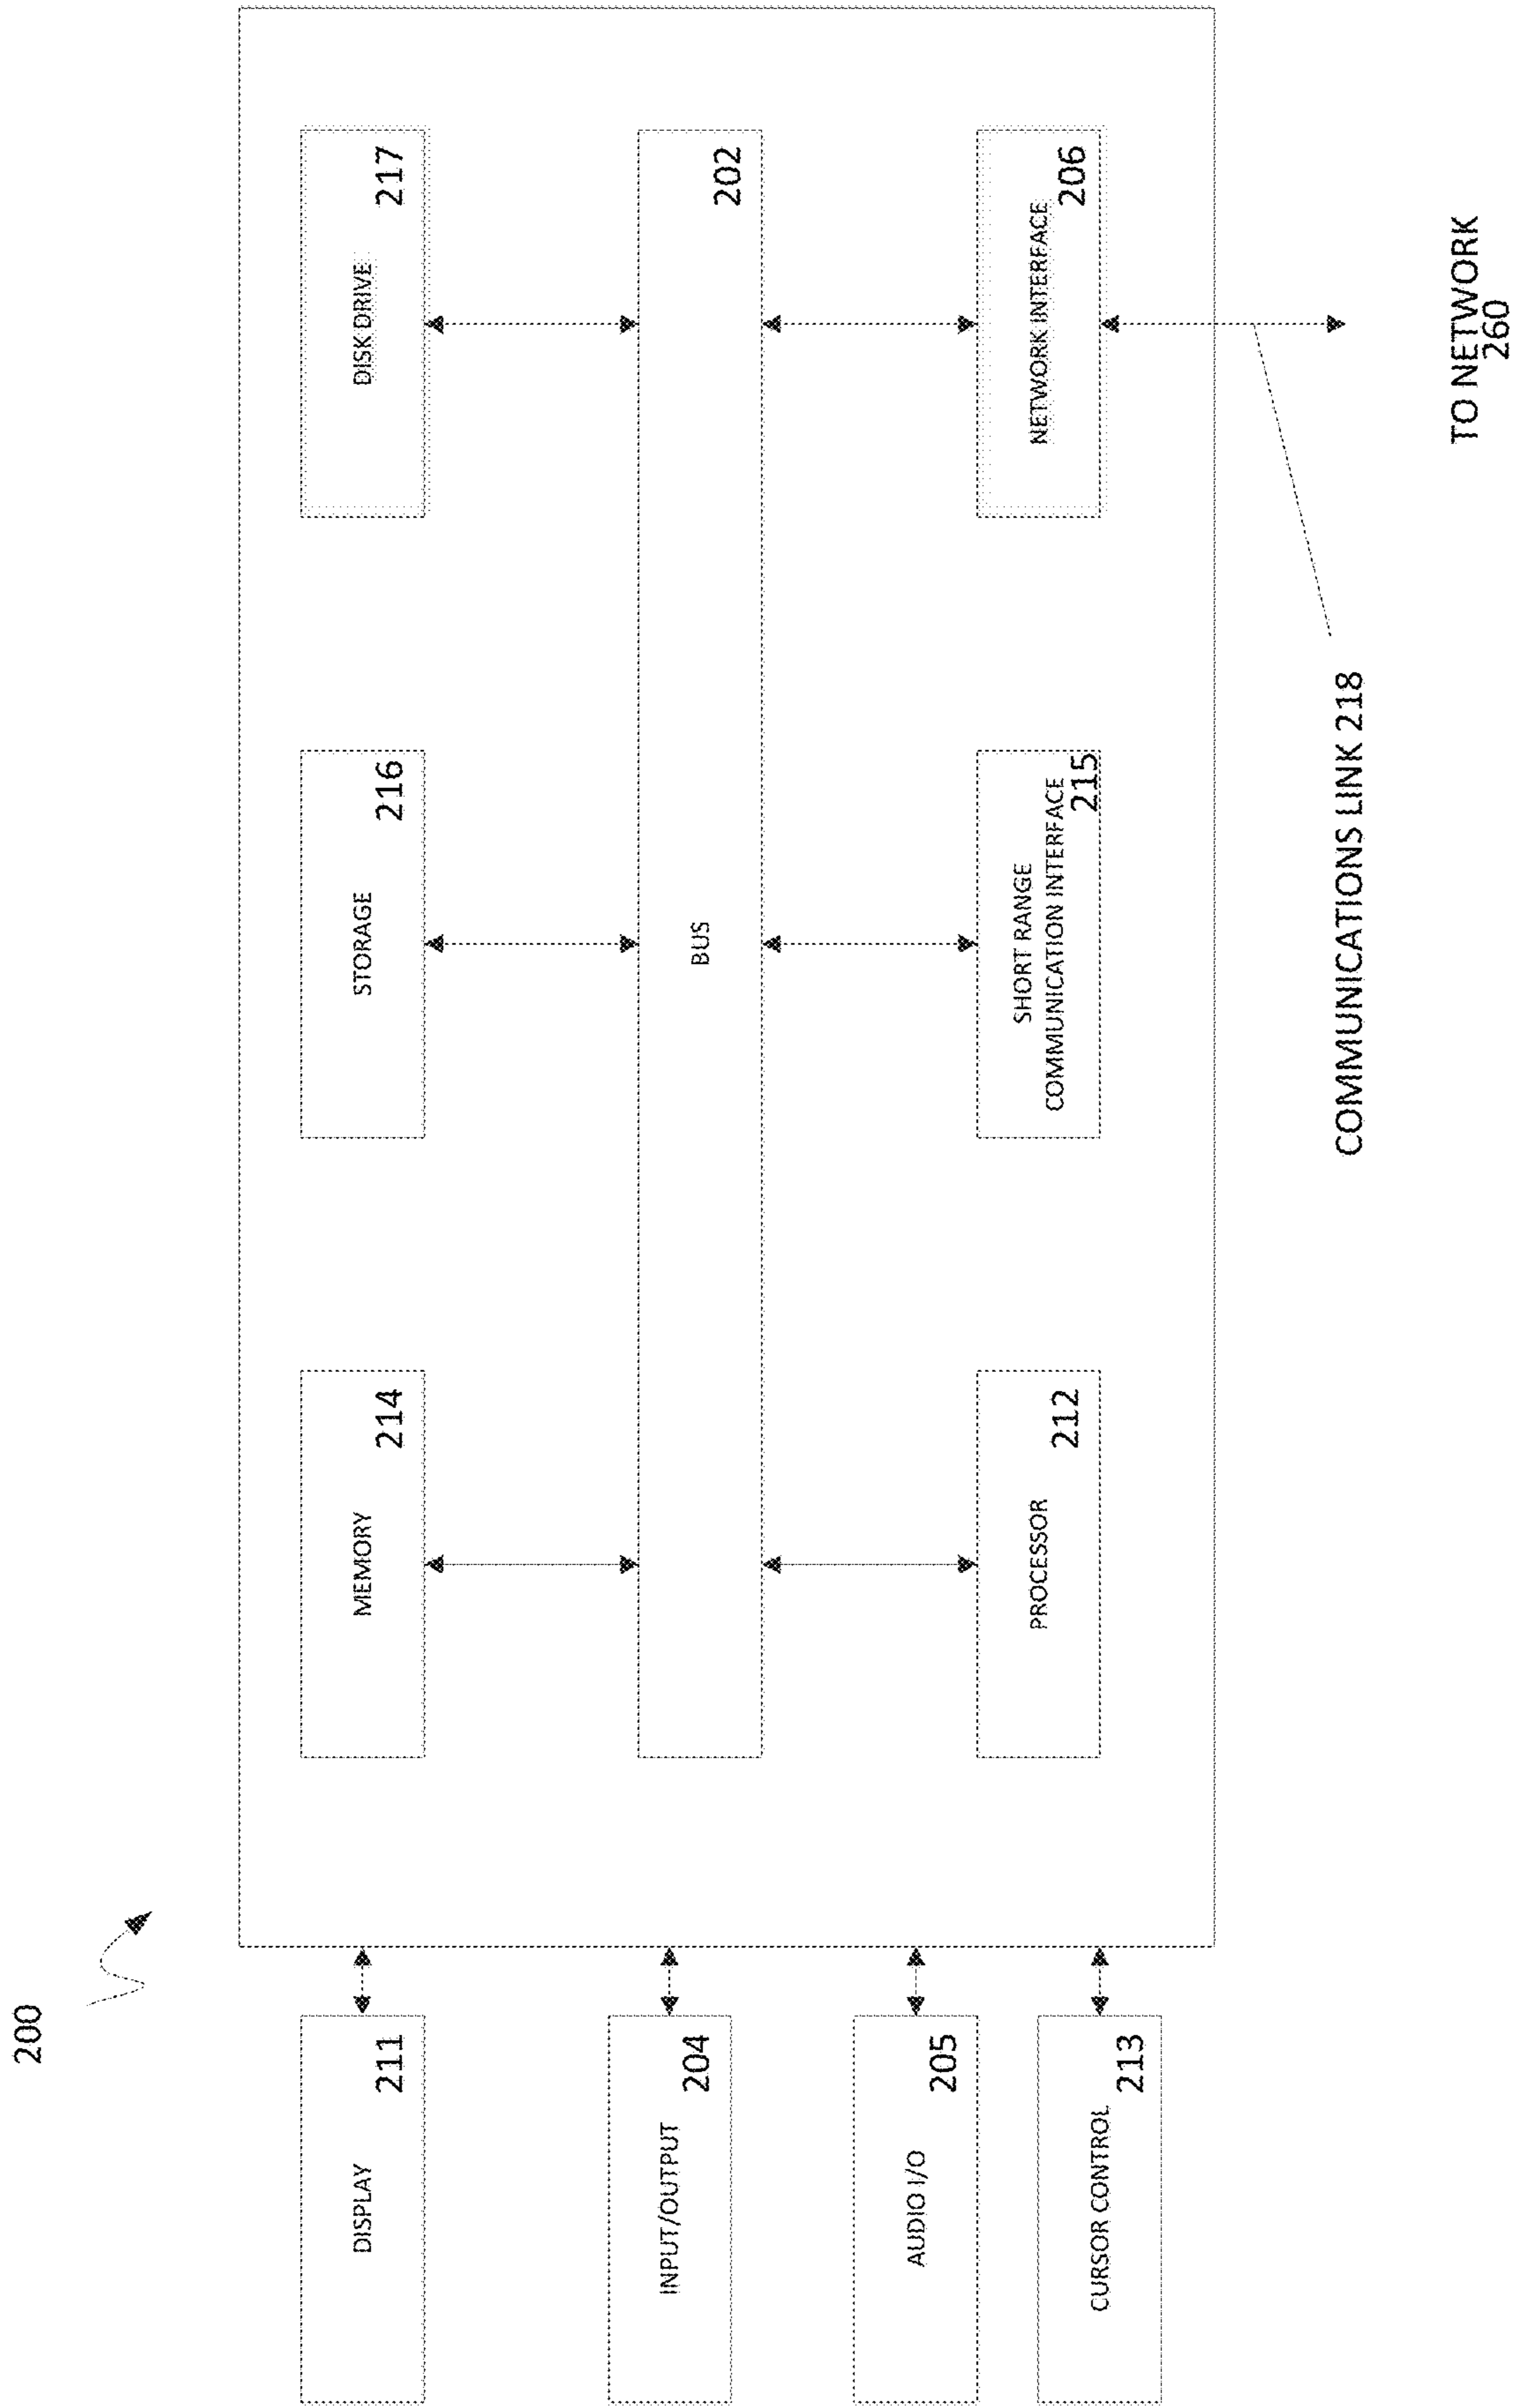 200
DISPLAY
211
INPUT/OUTPUT
204
AUDIO I/O
205
CURSOR CONTROL
213
MEMORY
214
STORAGE
216
DISK DRIVE
217
BUS
202
PROCESSOR
212
SHORT RANGE
COMMUNICATION INTERFACE
215
NETWORK INTERFACE
206
COMMUNICATIONS LINK 218
TO NETWORK
260